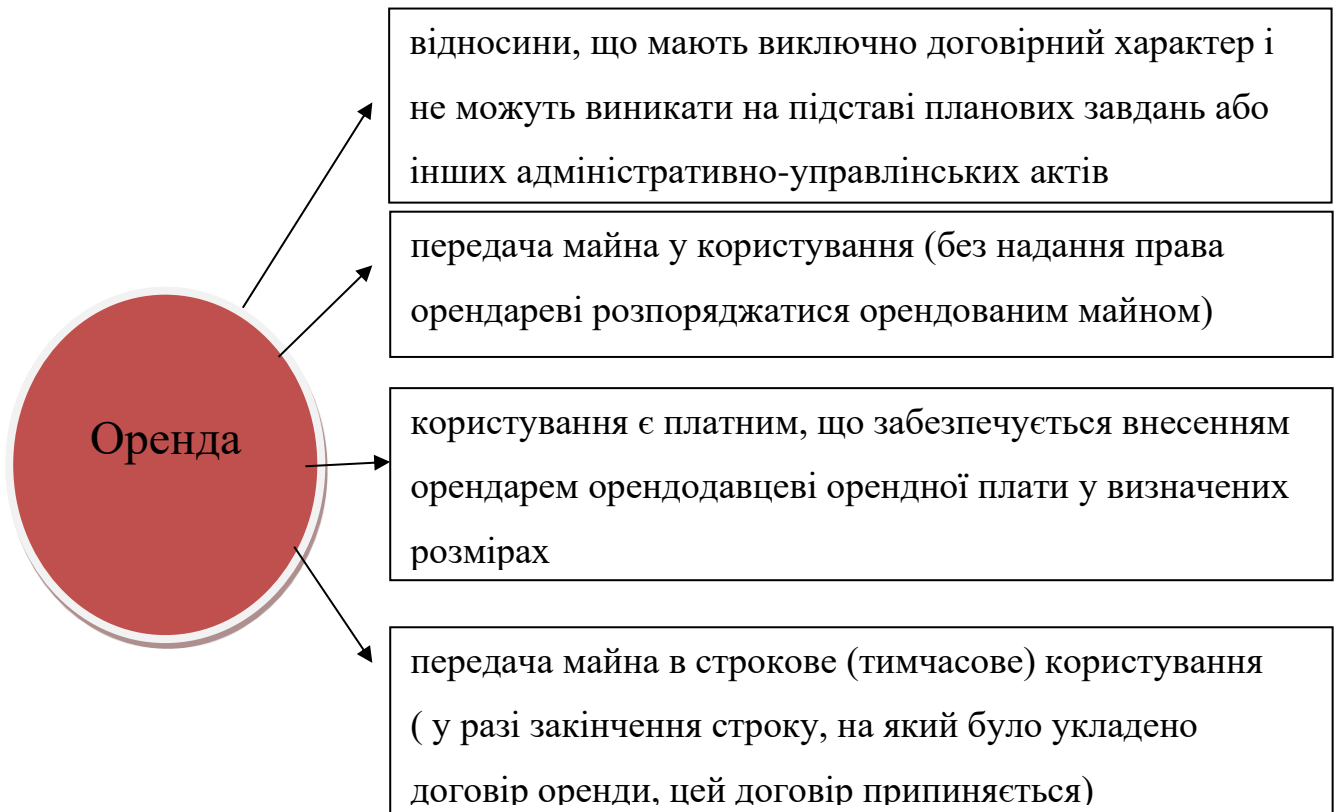 відносини, що мають виключно договірний характер і
не можуть виникати на підставі планових завдань або
інших адміністративно-управлінських актів
передача майна у користування (без надання права
орендареві розпоряджатися орендованим майном)
Оренда
користування є платним, що забезпечується внесенням
орендарем орендодавцеві орендної плати у визначених
розмірах
передача майна в строкове (тимчасове) користування
( у разі закінчення строку, на який було укладено
договір оренди, цей договір припиняється)